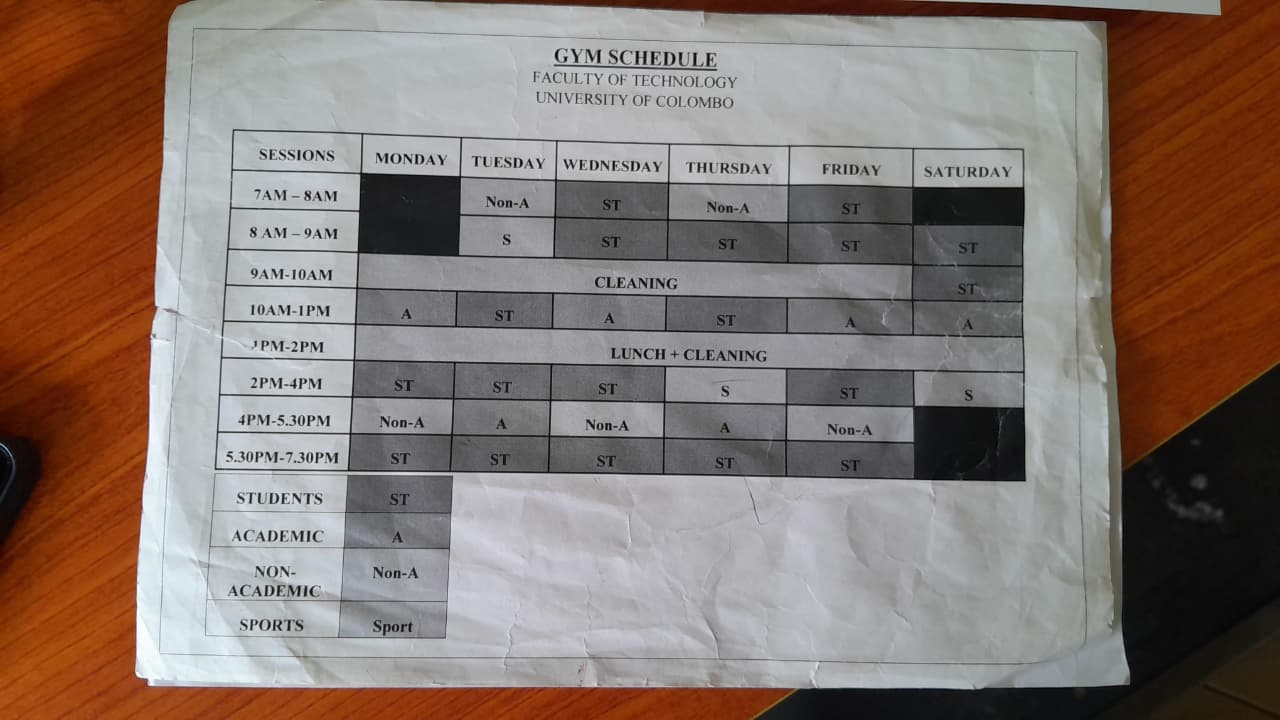 GYM SCHEDULE
FACULTY OF TECHNOLOGY
UNIVERSITY OF COLOMBO
SESSIONS MONDAY TUESDAY WEDNESDAY THURSDAY FRIDAY SATURDAY
7AM – 8AM Non-A ST Non-A ST
8 AM – 9AM S ST ST ST ST
9AM-10AM CLEANING ST
10AM-1PM A ST A ST A A
1PM-2PM LUNCH + CLEANING
2PM-4PM ST ST ST S ST S
4PM-5.30PM Non-A A Non-A A Non-A
5.30PM-7.30PM ST ST ST ST ST
STUDENTS ST
ACADEMIC A
NON-
ACADEMIC Non-A
SPORTS Sport